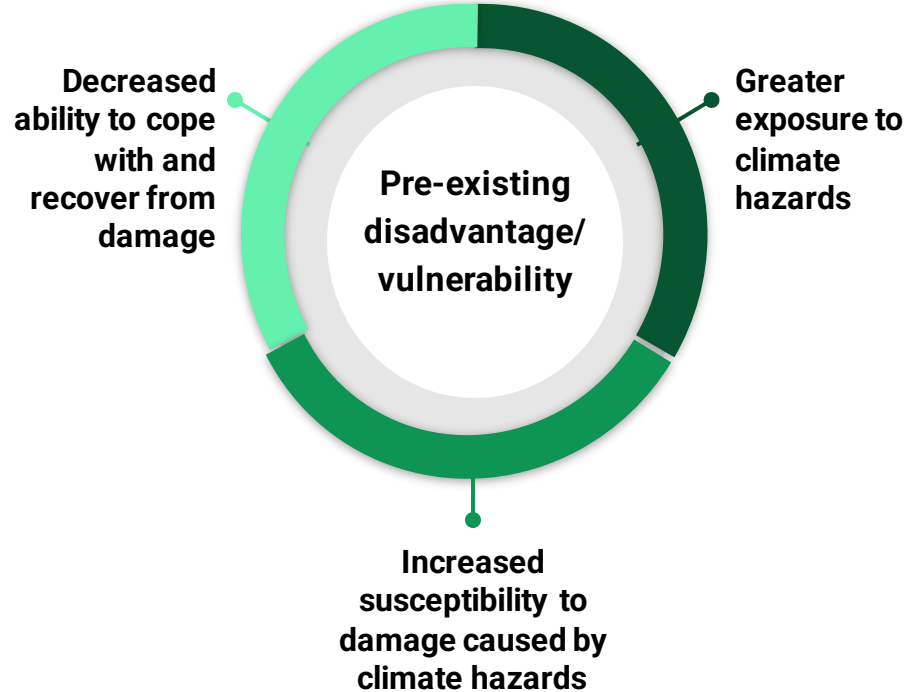 Decreased
ability to cope
with and
recover from
damage
Pre-existing
disadvantage/
vulnerability
Greater
exposure to
climate
hazards
Increased
susceptibility to
damage caused by
climate hazards